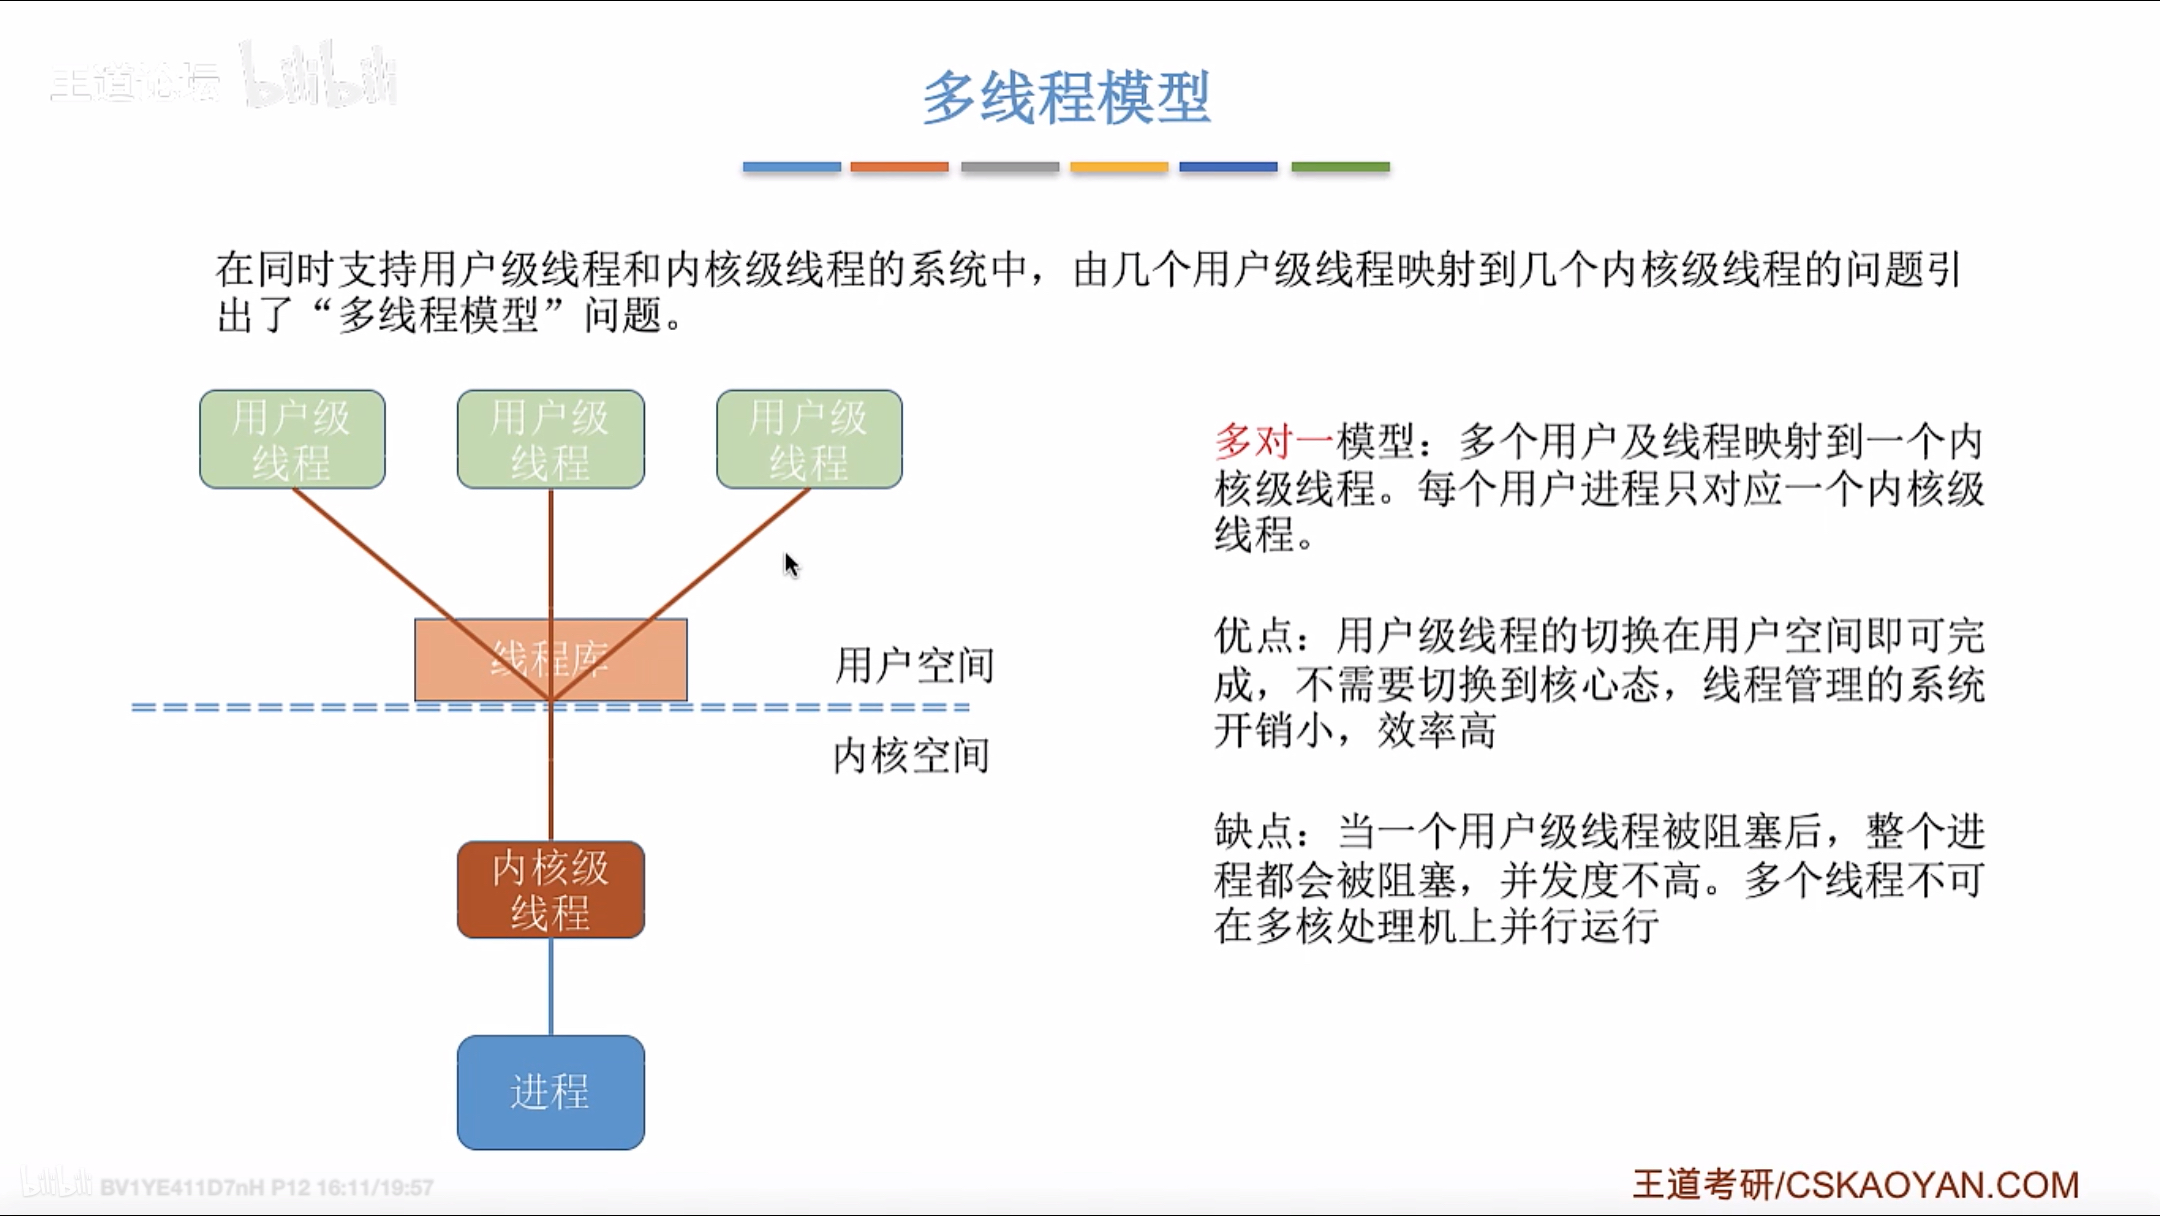 王道论坛 bilibili
多线程模型
在同时支持用户级线程和内核级线程的系统中，由几个用户级线程映射到几个内核级线程的问题引
出了“多线程模型”问题。
用户级
线程
用户级
线程
用户级
线程
线程库
用户空间
内核空间
内核级
线程
进程
多对一模型：多个用户及线程映射到一个内
核级线程。每个用户进程只对应一个内核级
线程。
优点：用户级线程的切换在用户空间即可完
成，不需要切换到核心态，线程管理的系统
开销小，效率高
缺点：当一个用户级线程被阻塞后，整个进
程都会被阻塞，并发度不高。多个线程不可
在多核处理机上并行运行
bilibili BV1YE411D7nH P12 16:11/19:57
王道考研/CSKAOYAN.COM